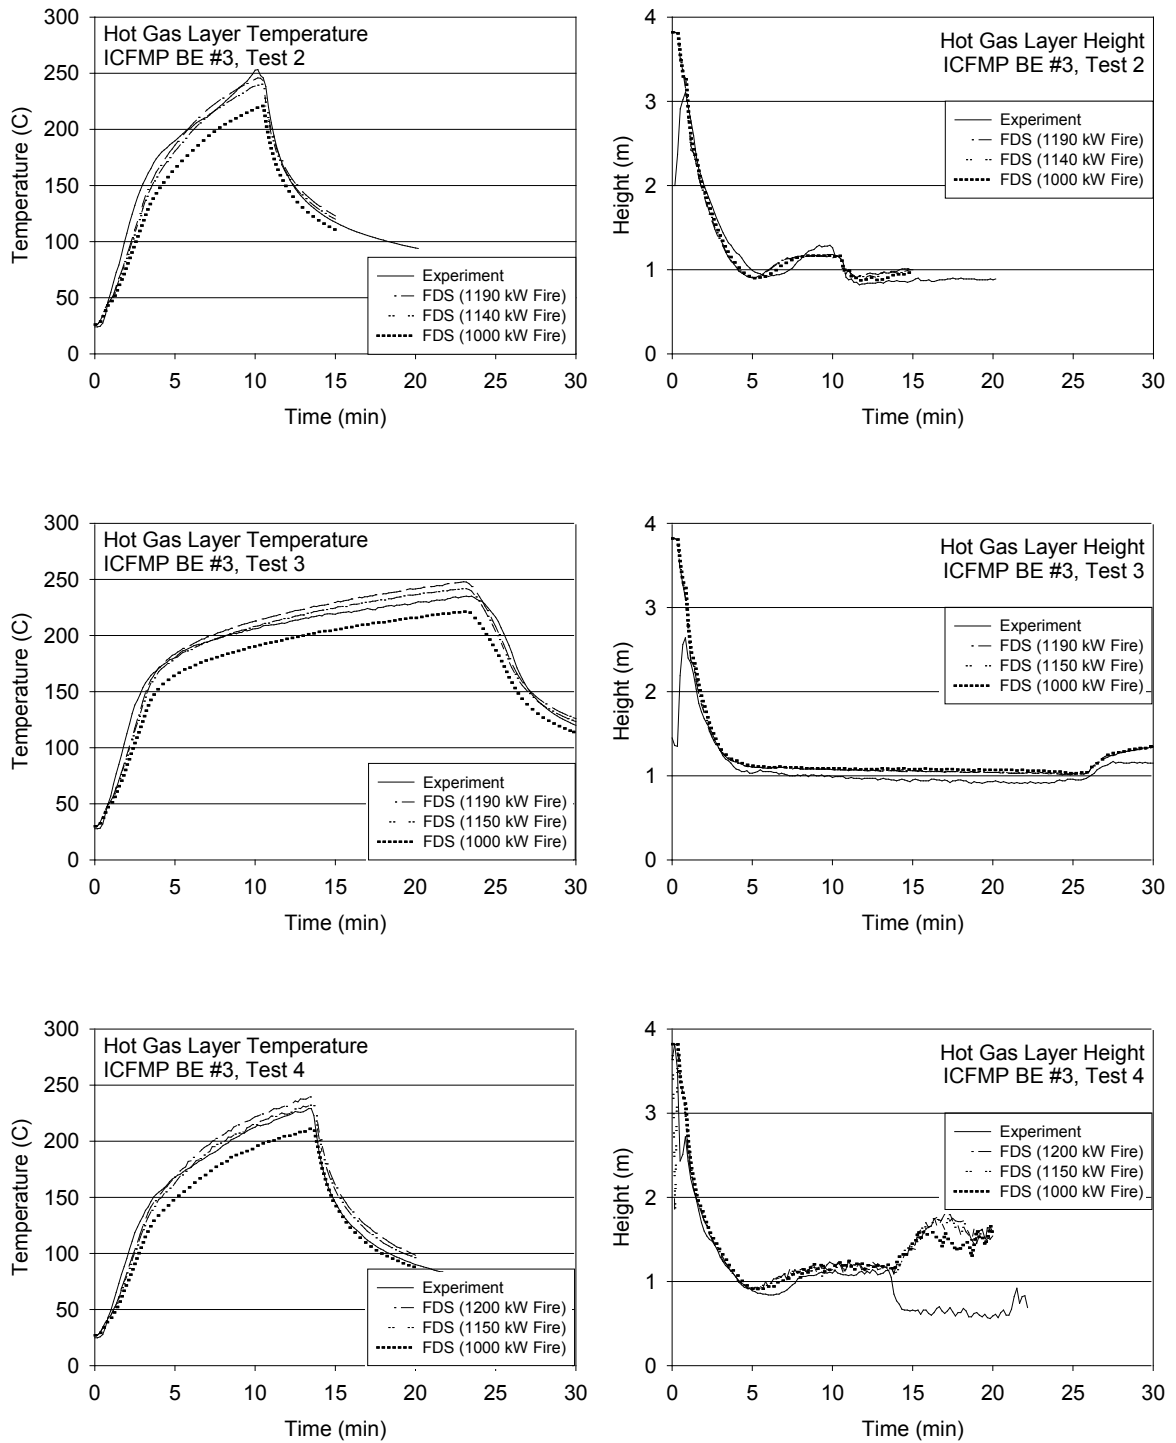 Hot Gas Layer Temperature
ICFMP BE #3, Test 2
300
250
200
150
100
50
0
Temperature (C)
Experiment
FDS (1190 kW Fire)
FDS (1140 kW Fire)
FDS (1000 kW Fire)
0 5 10 15 20 25 30
Time (min)
Hot Gas Layer Height
ICFMP BE #3, Test 2
4
3
2
1
0
Height (m)
Experiment
FDS (1190 kW Fire)
FDS (1140 kW Fire)
FDS (1000 kW Fire)
0 5 10 15 20 25 30
Time (min)
Hot Gas Layer Temperature
ICFMP BE #3, Test 3
300
250
200
150
100
50
0
Temperature (C)
Experiment
FDS (1190 kW Fire)
FDS (1150 kW Fire)
FDS (1000 kW Fire)
0 5 10 15 20 25 30
Time (min)
Hot Gas Layer Height
ICFMP BE #3, Test 3
4
3
2
1
0
Height (m)
Experiment
FDS (1190 kW Fire)
FDS (1150 kW Fire)
FDS (1000 kW Fire)
0 5 10 15 20 25 30
Time (min)
Hot Gas Layer Temperature
ICFMP BE #3, Test 4
300
250
200
150
100
50
0
Temperature (C)
Experiment
FDS (1200 kW Fire)
FDS (1150 kW Fire)
FDS (1000 kW Fire)
0 5 10 15 20 25 30
Time (min)
Hot Gas Layer Height
ICFMP BE #3, Test 4
4
3
2
1
0
Height (m)
Experiment
FDS (1200 kW Fire)
FDS (1150 kW Fire)
FDS (1000 kW Fire)
0 5 10 15 20 25 30
Time (min)